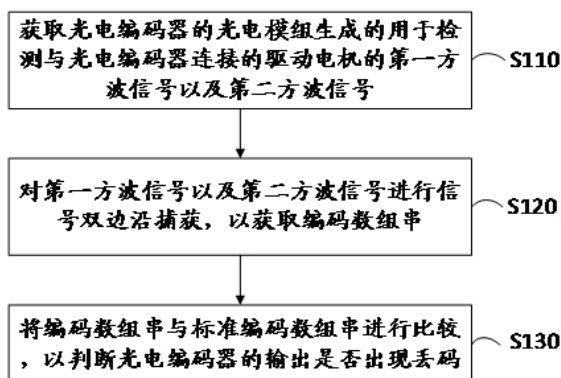 获取光电编码器的光电模组生成的用于检
测与光电编码器连接的驱动电机的第一方
波信号以及第二方波信号
S110
对第一方波信号以及第二方波信号进行信
号双边沿捕获，以获取编码数组串
S120
将编码数组串与标准编码数组串进行比较
，以判断光电编码器的输出是否出现丢码
S130